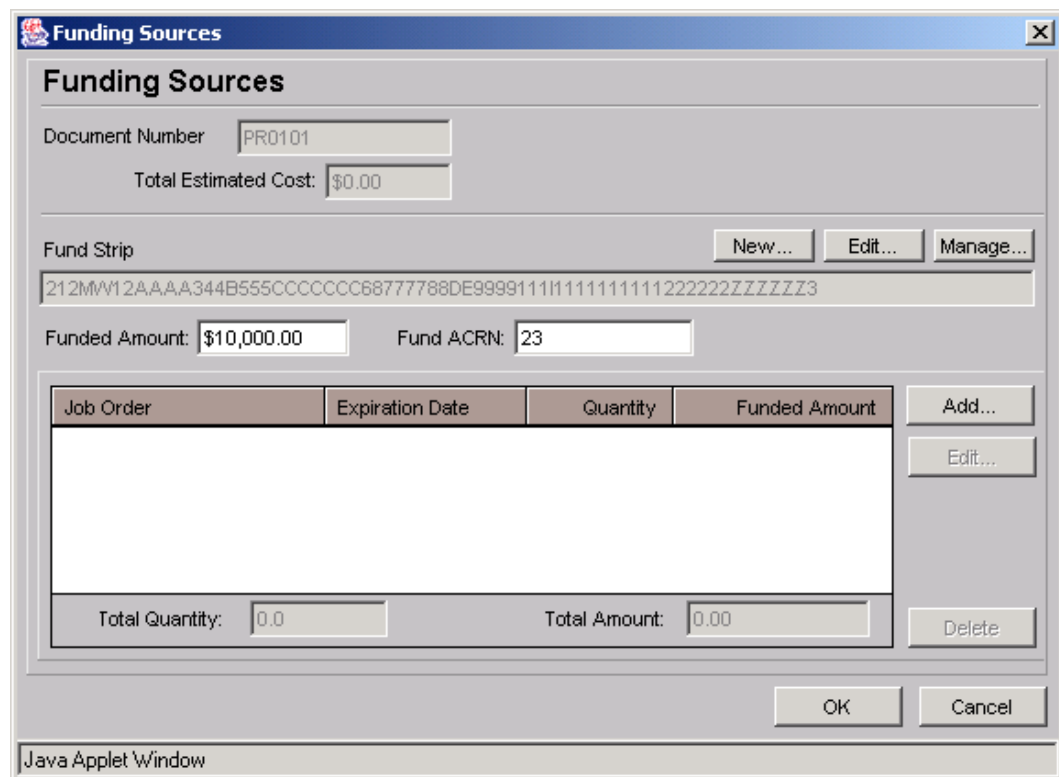 Funding Sources
Funding Sources
Document Number PR0101
Total Estimated Cost: $0.00
Fund Strip New... Edit... Manage...
212MW12AAAA344B555CCCCCCC68777788DE9999111I1111111111222222ZZZZZZ3
Funded Amount: $10,000.00 Fund ACRN: 23
Job Order Expiration Date Quantity Funded Amount Add...
Edit...
Total Quantity: 0.0 Total Amount: 0.00 Delete
OK Cancel
Java Applet Window